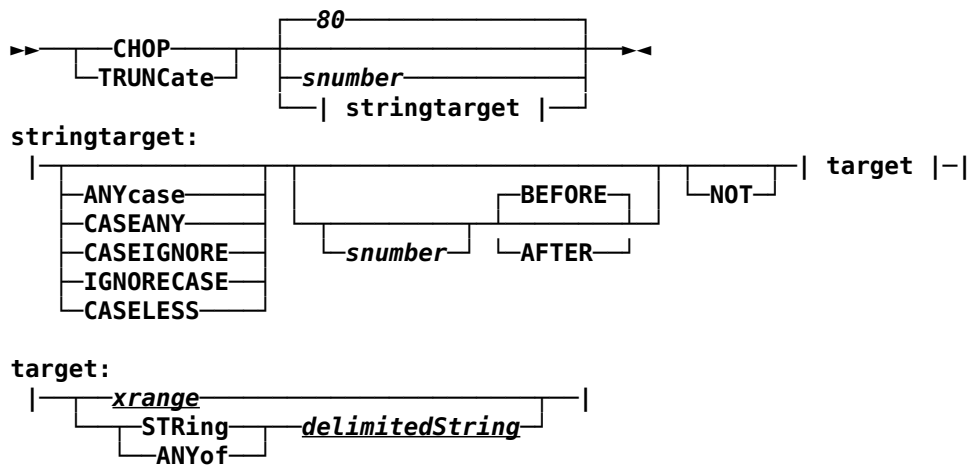 80
CHOP
TRUNCate
snumber
| stringtarget |
stringtarget:
| target |
ANYcase
BEFORE
NOT
CASEANY
CASEIGNORE
snumber
AFTER
IGNORECASE
CASELESS
target:
xrange
STRing
delimitedString
ANYof